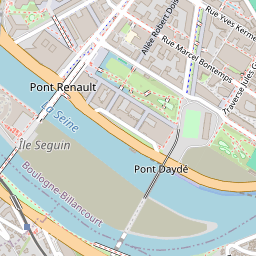 Rue Yves Kerme
Allée Robert Dois
Rue Marcel Bontemps
Traverse Jules G
Pont Renault
a Seine
Île Seguin
Pont Daydé
Boulogne Billancourt